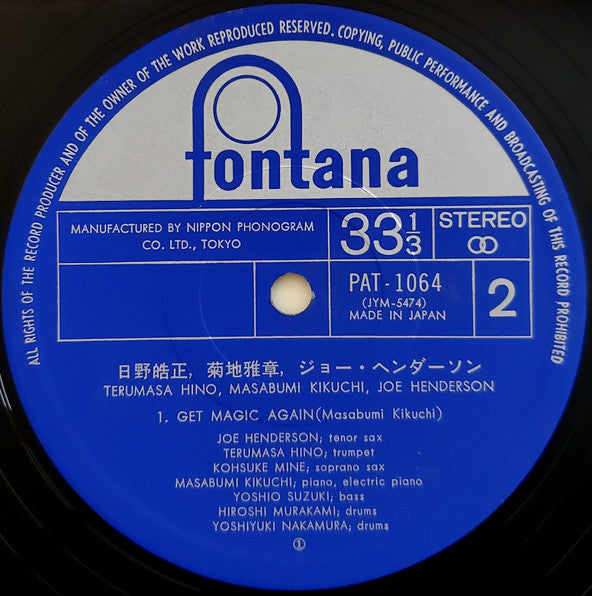 ALL RIGHTS OF THE RECORD PRODUCER AND OF THE OWNER OF THE WORK REPRODUCED RESERVED. COPYING, PUBLIC PERFORMANCE AND BROADCASTING OF THIS RECORD PROHIBITED
fontana
MANUFACTURED BY NIPPON PHONOGRAM
CO. LTD., TOKYO
33 1/3
STEREO
PAT-1064
(JYM-5474)
MADE IN JAPAN
2
日野皓正, 菊地雅章, ジョー・ヘンダーソン
TERUMASA HINO, MASABUMI KIKUCHI, JOE HENDERSON
1. GET MAGIC AGAIN(Masabumi Kikuchi)
JOE HENDERSON; tenor sax
TERUMASA HINO; trumpet
KOHSUKE MINE; soprano sax
MASABUMI KIKUCHI; piano, electric piano
YOSHIO SUZUKI; bass
HIROSHI MURAKAMI; drums
YOSHIYUKI NAKAMURA; drums
①